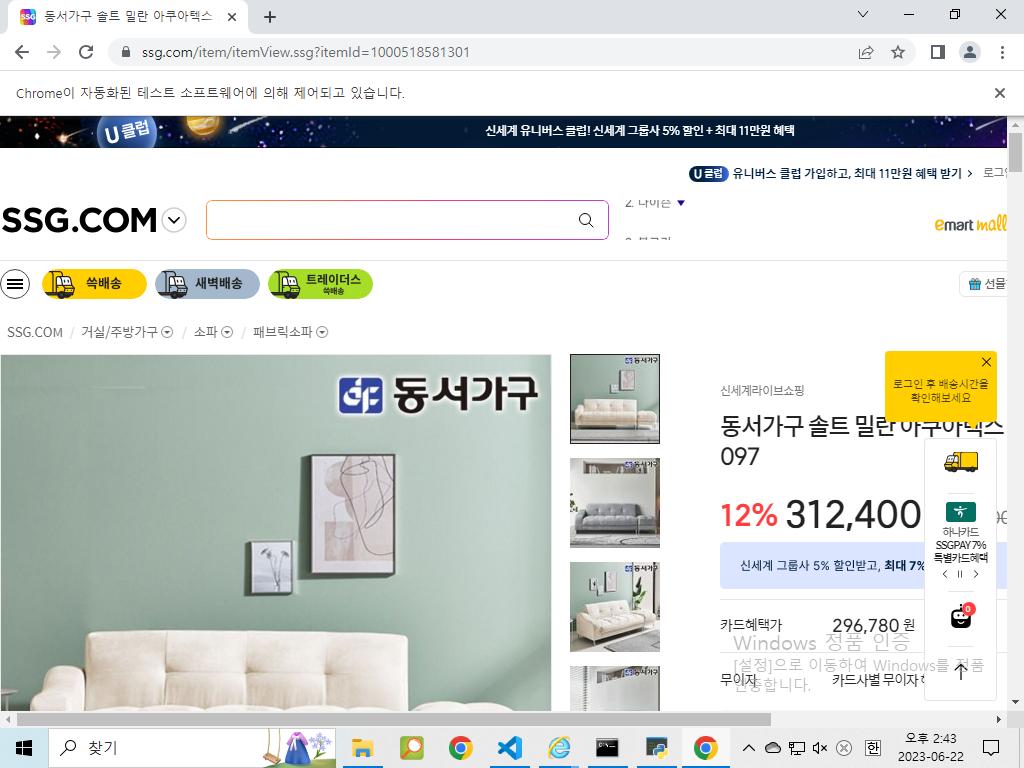 동서가구 솔트 밀란 아쿠아텍스
ssg.com/item/itemView.ssg?itemId=1000518581301
Chrome이 자동화된 테스트 소프트웨어에 의해 제어되고 있습니다.
U 클럽
신세계 유니버스 클럽! 신세계 그룹사 5% 할인 + 최대 11만원 혜택
U 클럽 유니버스 클럽 가입하고, 최대 11만원 혜택 받기
SSG.COM
2. 다이슨
emart mall
쓱배송
새벽배송
트레이더스
쓱배송
선물
SSG.COM / 거실/주방가구 / 소파 / 패브릭소파
동서가구
로그인 후 배송시간을
확인해보세요
신세계라이브쇼핑
동서가구 솔트 밀란 아쿠아텍스
097
12% 312,400
신세계 그룹사 5% 할인받고, 최대 7%
하나카드
SSGPAY 7%
특별카드혜택
카드혜택가 296,780 원
0
무이자 카드사별 무이자
Windows 정품 인증
[설정]으로 이동하여 Windows를 정품
인증합니다.
찾기
한
오후 2:43
2023-06-22